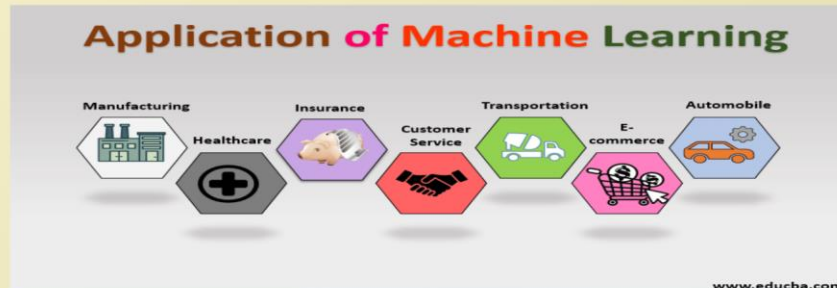 Application of Machine Learning
Manufacturing
Healthcare
Insurance
Customer
Service
Transportation
E-
commerce
Automobile
www.educba.com